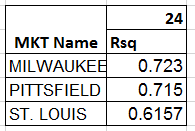 24
MKT Name Rsq
MILWAUKEE 0.723
PITTSFIELD 0.715
ST. LOUIS 0.6157